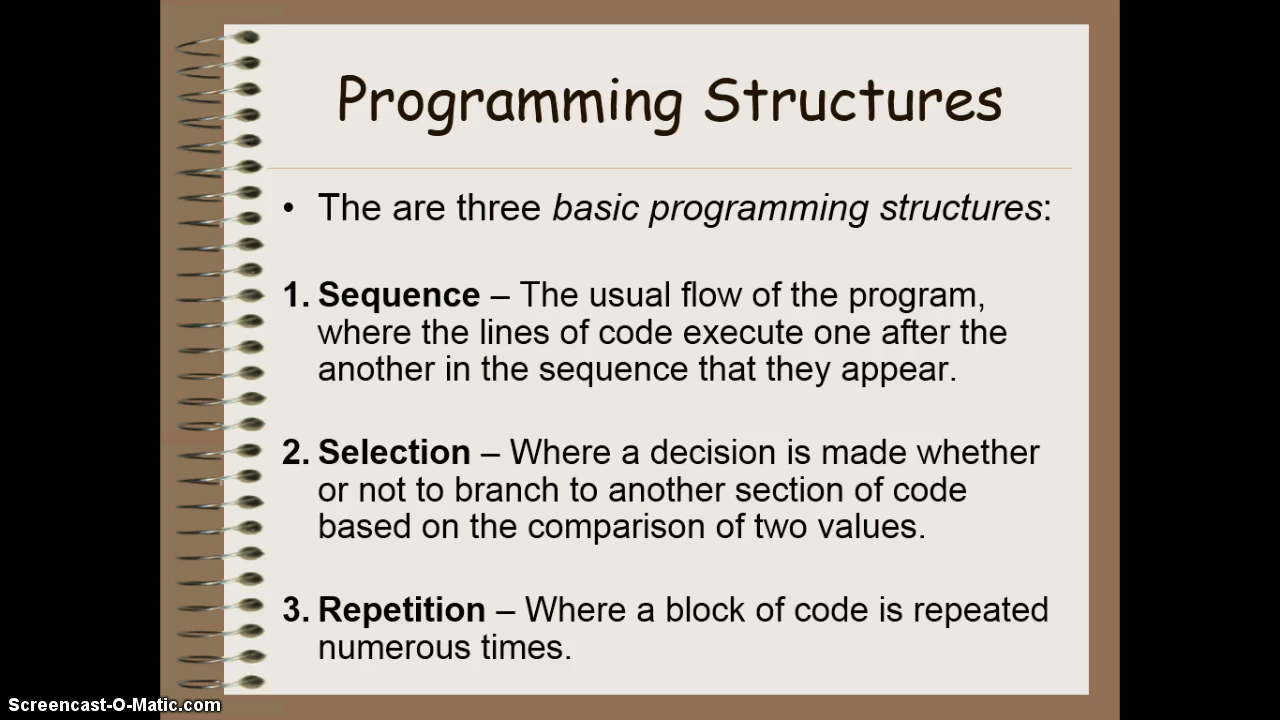 Programming Structures
• The are three basic programming structures:
1. Sequence – The usual flow of the program,
where the lines of code execute one after the
another in the sequence that they appear.
2. Selection – Where a decision is made whether
or not to branch to another section of code
based on the comparison of two values.
3. Repetition – Where a block of code is repeated
numerous times.
Screencast-O-Matic.com